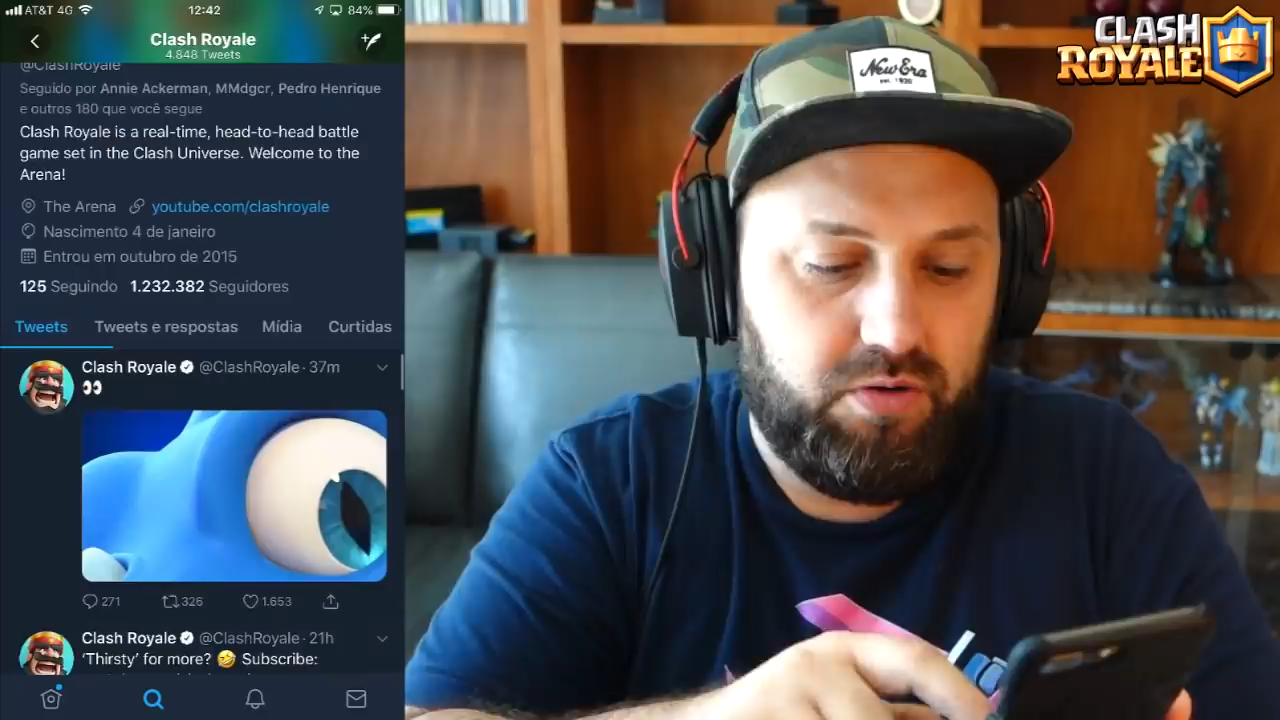 AT&T 4G
12:42
84%
Clash Royale
4.848 Tweets
@ClashRoyale
Seguido por Annie Ackerman, MMdgcr, Pedro Henrique
e outros 180 que você segue
Clash Royale is a real-time, head-to-head battle
game set in the Clash Universe. Welcome to the
Arena!
The Arena youtube.com/clashroyale
Nascimento 4 de janeiro
Entrou em outubro de 2015
125 Seguindo 1.232.382 Seguidores
Tweets Tweets e respostas Mídia Curtidas
Clash Royale @ClashRoyale · 37m
271 326 1.653
Clash Royale @ClashRoyale · 21h
'Thirsty' for more? 🤣 Subscribe:
New Era
EST. 1920
CLASH
ROYALE